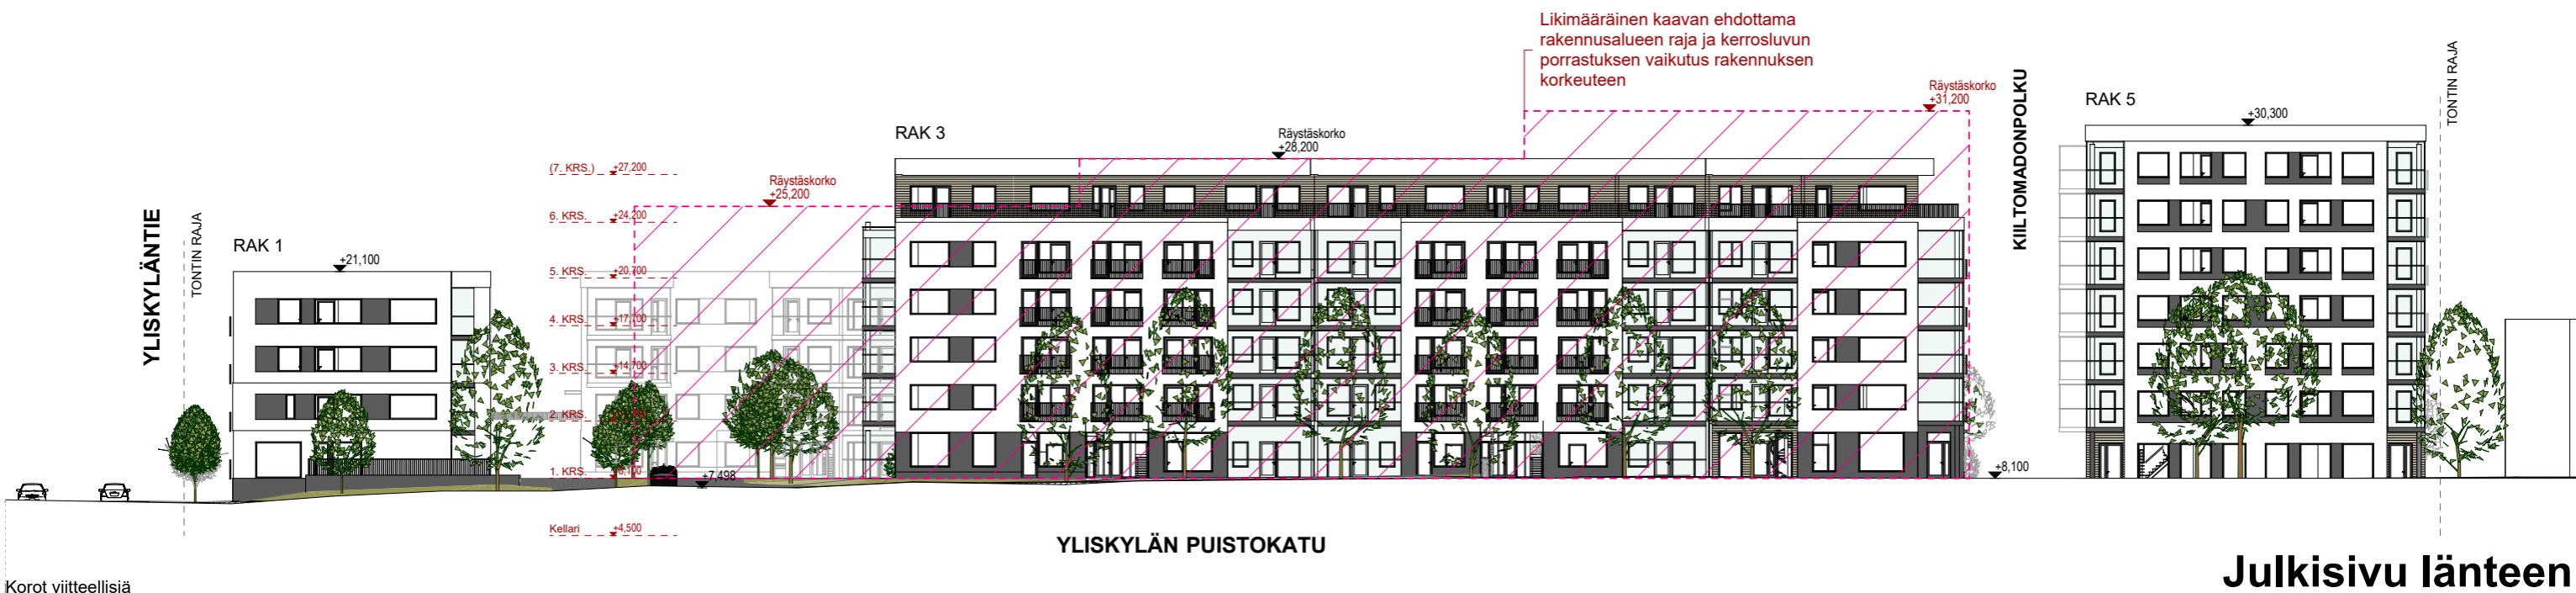 Likimääräinen kaavan ehdottama
rakennusalueen raja ja kerrosluvun
porrastuksen vaikutus rakennuksen
korkeuteen
YLISKYLÄNTIE
TONTIN RAJA
RAK 1
+21,100
(7. KRS.) +27,200
6. KRS. +24,200
5. KRS. +20,700
4. KRS. +17,700
3. KRS. +14,700
2. KRS.
1. KRS. +8,100
Kellari +4,500
Räystäskorko
+25,200
RAK 3
Räystäskorko
+28,200
Räystäskorko
+31,200
KIILTOMADONPOLKU
RAK 5
+30,300
TONTIN RAJA
+7,498
+8,100
YLISKYLÄN PUISTOKATU
Korot viitteellisiä
Julkisivu länteen